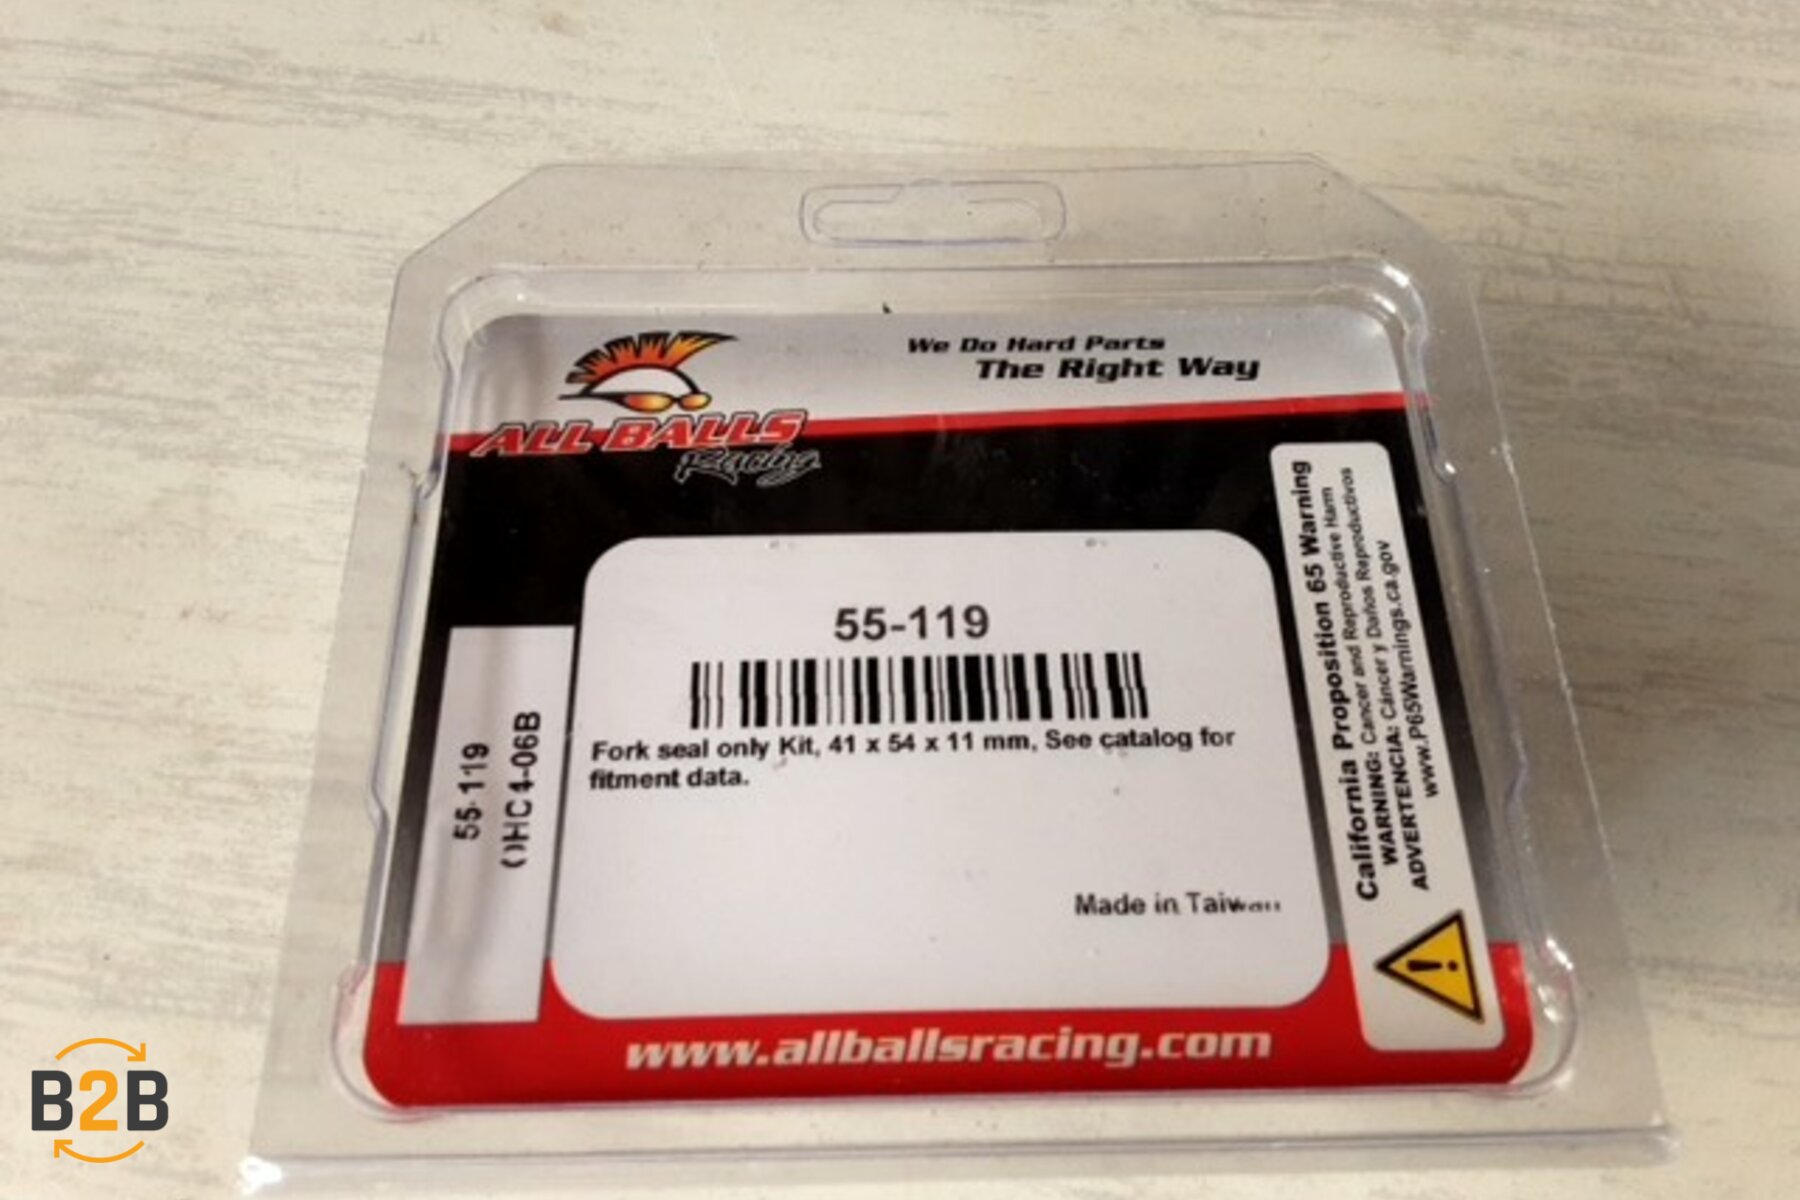 We Do Hard Parts
The Right Way
ALL BALLS
Racing
55-119
Fork seal only Kit, 41 x 54 x 11 mm, See catalog for
fitment data.
Made in Taiwan
55-119
()HC4-06B
California Proposition 65 Warning
WARNING: Cancer and Reproductive Harm
ADVERTENCIA: Cáncer y Daños Reproductivos
www.P65Warnings.ca.gov
www.allballsracing.com
B2B